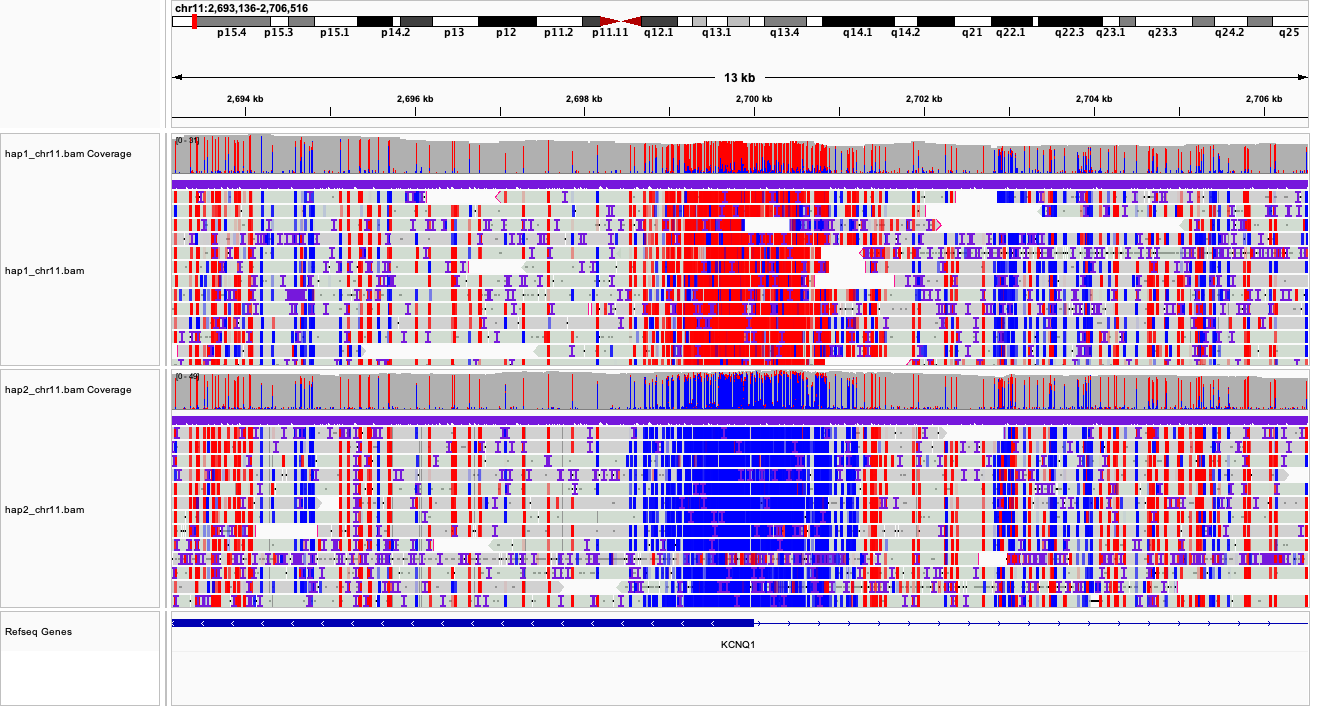 chr11:2,693,136-2,706,516
p15.4 p15.3 p15.1 p14.2 p13 p12 p11.2 p11.11 q12.1 q13.1 q13.4 q14.1 q14.2 q21 q22.1 q22.3 q23.1 q23.3 q24.2 q25
13 kb
2,694 kb 2,696 kb 2,698 kb 2,700 kb 2,702 kb 2,704 kb 2,706 kb
[0 - 31]
hap1_chr11.bam Coverage
hap1_chr11.bam
[0 - 49]
hap2_chr11.bam Coverage
hap2_chr11.bam
Refseq Genes
KCNQ1